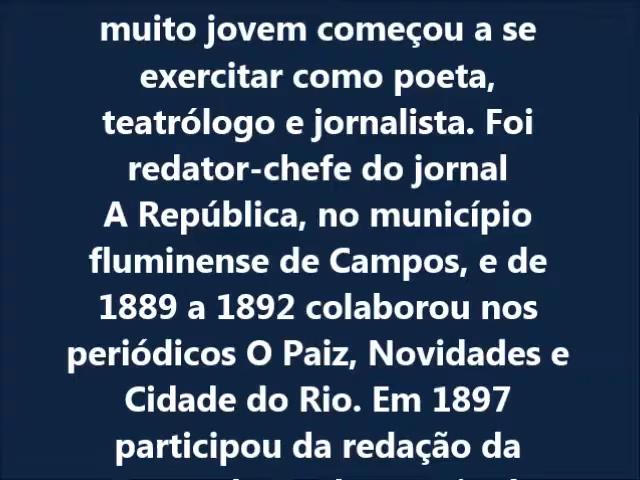 muito jovem começou a se
exercitar como poeta,
teatrólogo e jornalista. Foi
redator-chefe do jornal
A República, no município
fluminense de Campos, e de
1889 a 1892 colaborou nos
periódicos O Paiz, Novidades e
Cidade do Rio. Em 1897
participou da redação da